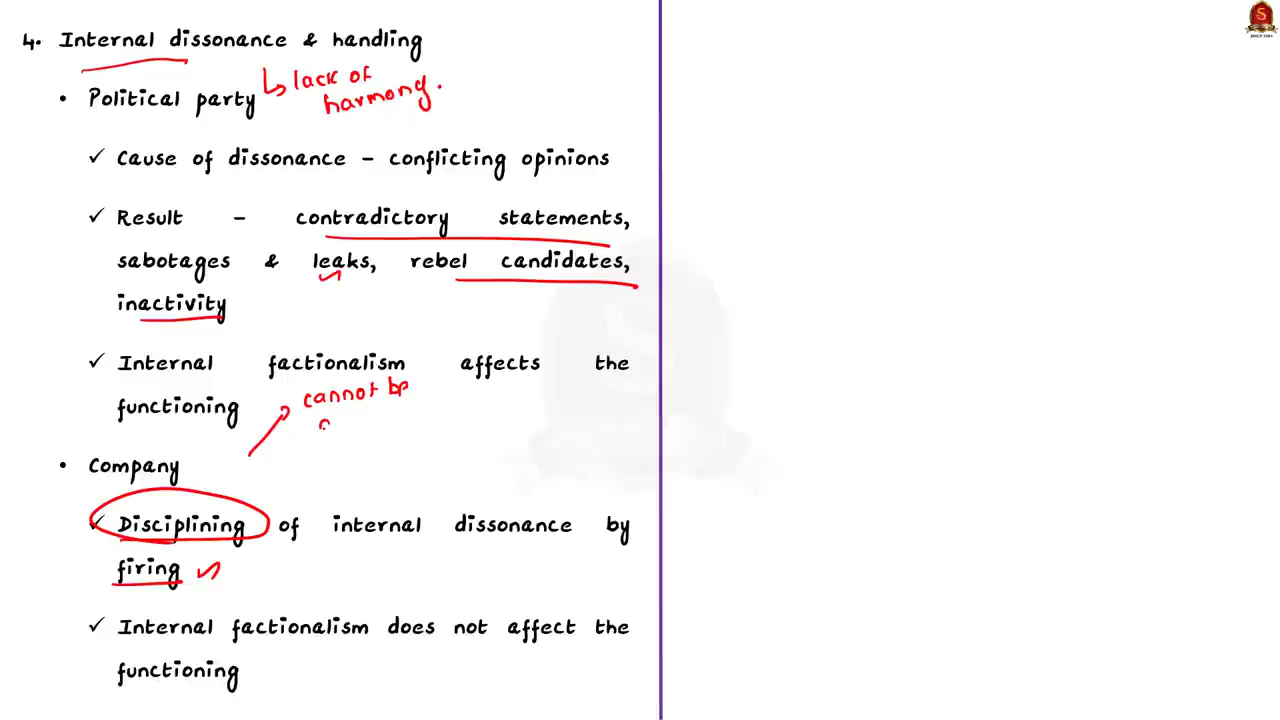 4. Internal dissonance & handling
lack of
harmony.
• Political party
✓ Cause of dissonance – conflicting opinions
✓ Result – contradictory statements,
sabotages & leaks, rebel candidates,
inactivity
✓ Internal factionalism affects the
functioning
cannot be
• Company
✓ Disciplining of internal dissonance by
firing
✓ Internal factionalism does not affect the
functioning
S